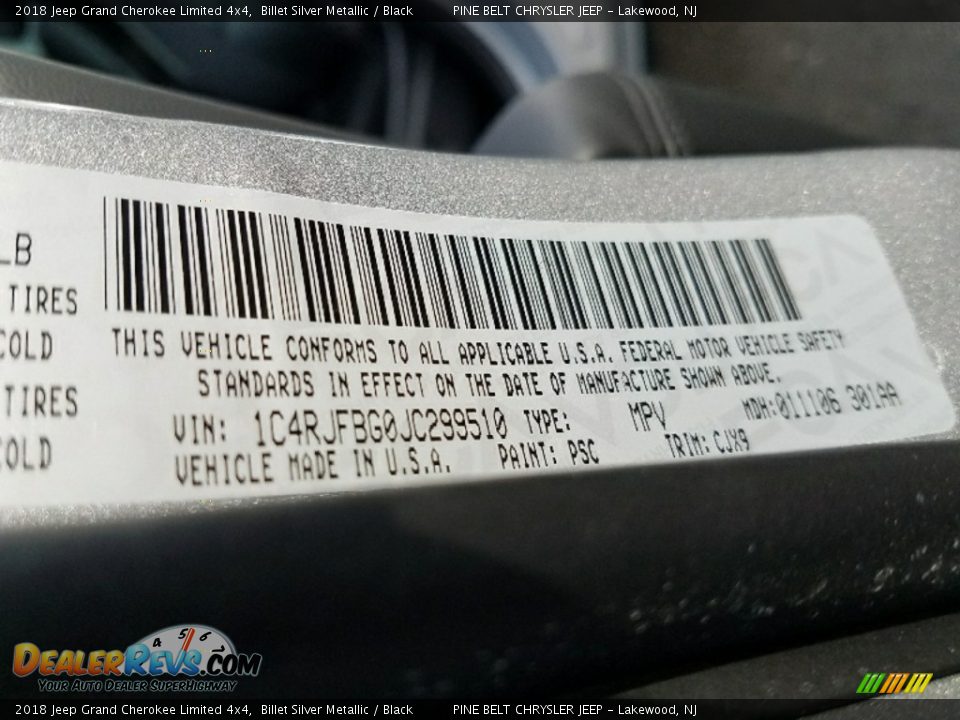 2018 Jeep Grand Cherokee Limited 4x4, Billet Silver Metallic / Black PINE BELT CHRYSLER JEEP - Lakewood, NJ
LB
TIRES
COLD
TIRES
COLD
THIS VEHICLE CONFORMS TO ALL APPLICABLE U.S.A. FEDERAL MOTOR VEHICLE SAFETY
STANDARDS IN EFFECT ON THE DATE OF MANUFACTURE SHOWN ABOVE.
VIN: 1C4RJFBG0JC299510 TYPE: MPV MDH:011106 301AA
VEHICLE MADE IN U.S.A. PAINT: PSC TRIM: CJX9
4 5 6
DEALERREVS.COM
YOUR AUTO DEALER SUPERHIGHWAY
2018 Jeep Grand Cherokee Limited 4x4, Billet Silver Metallic / Black PINE BELT CHRYSLER JEEP - Lakewood, NJ